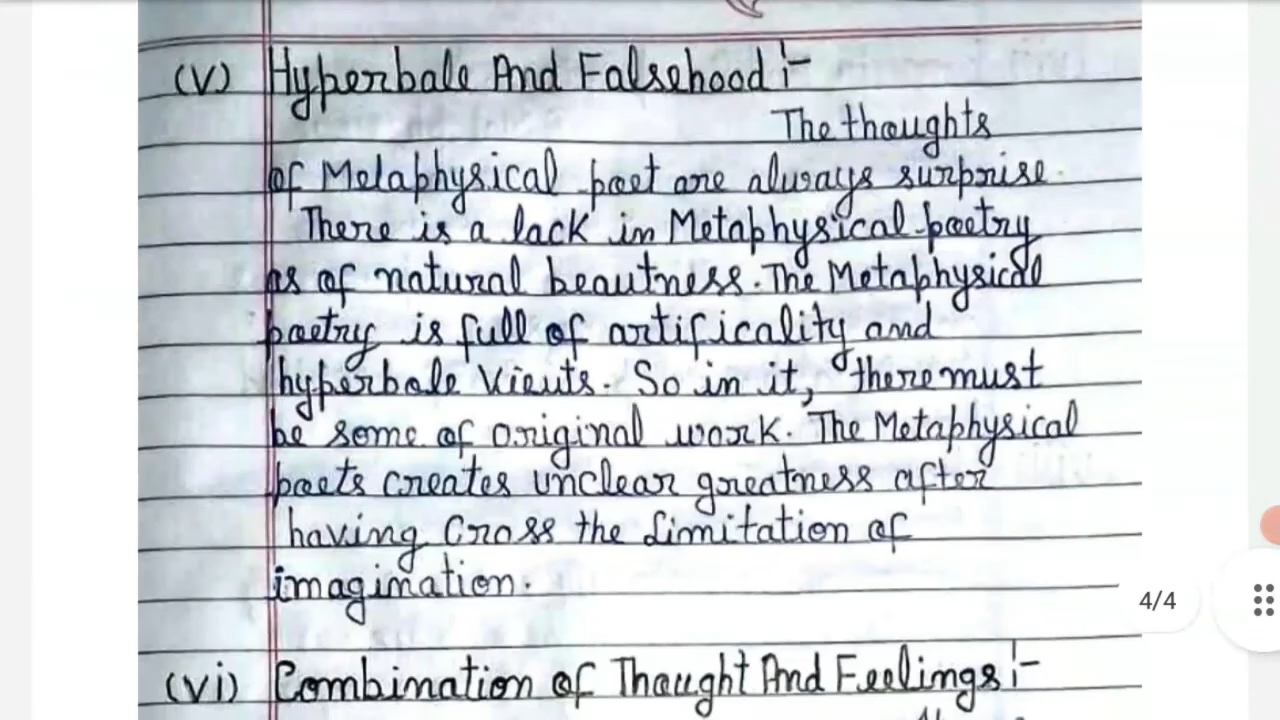 (V) Hyperbale And Falsehood :-
The thoughts
of Metaphysical poet are always surprise.
There is a lack in Metaphysical poetry
as of natural beautness. The Metaphysical
poetry is full of artificality and
hyperbole Vieuts. So in it, there must
be some of original work. The Metaphysical
poets creates unclear greatness after
having Cross the Limitation of
imagination.
4/4
(vi) Combination of Thought And Feelings :-